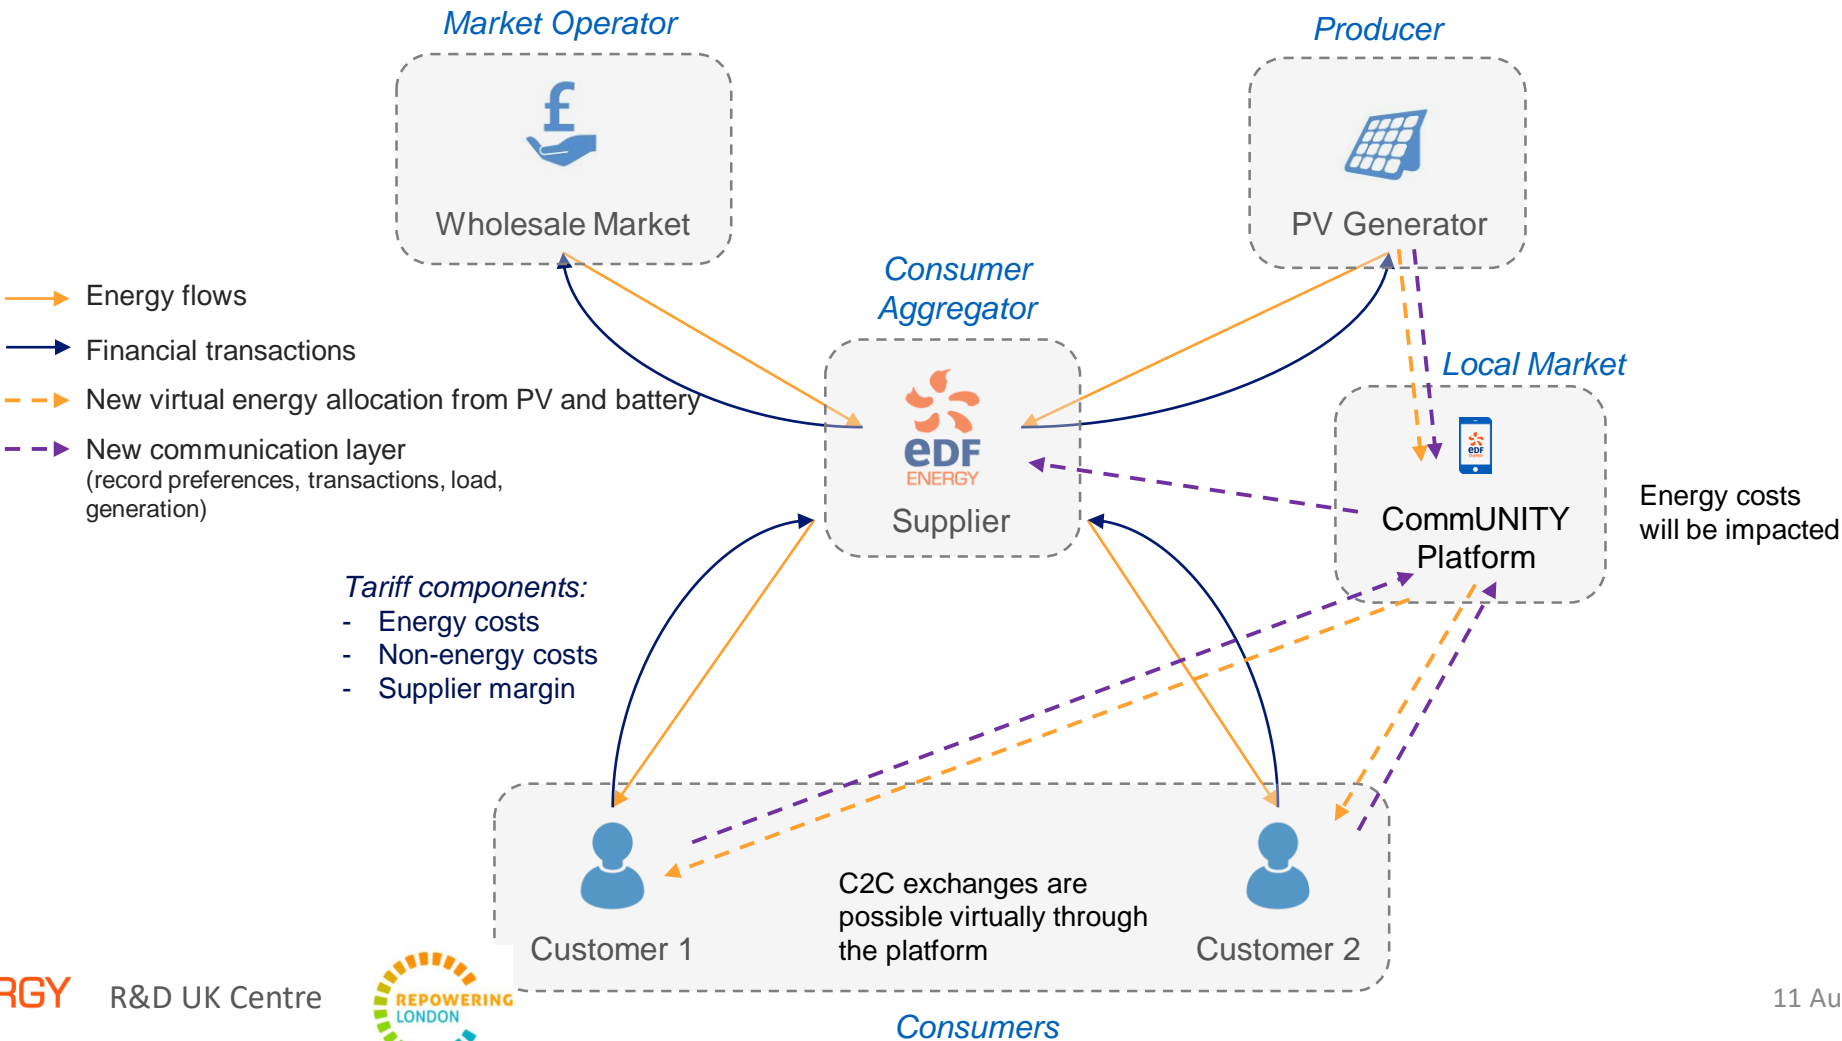 Market Operator
Producer
£
Wholesale Market
PV Generator
Consumer
Aggregator
Energy flows
Financial transactions
New virtual energy allocation from PV and battery
New communication layer
(record preferences, transactions, load,
generation)
Local Market
eDF
ENERGY
Supplier
eDF
CommUNITY
Platform
Energy costs
will be impacted
Tariff components:
- Energy costs
- Non-energy costs
- Supplier margin
C2C exchanges are
possible virtually through
the platform
Customer 1
Customer 2
RGY
R&D UK Centre
REPOWERING
LONDON
11 Au
Consumers